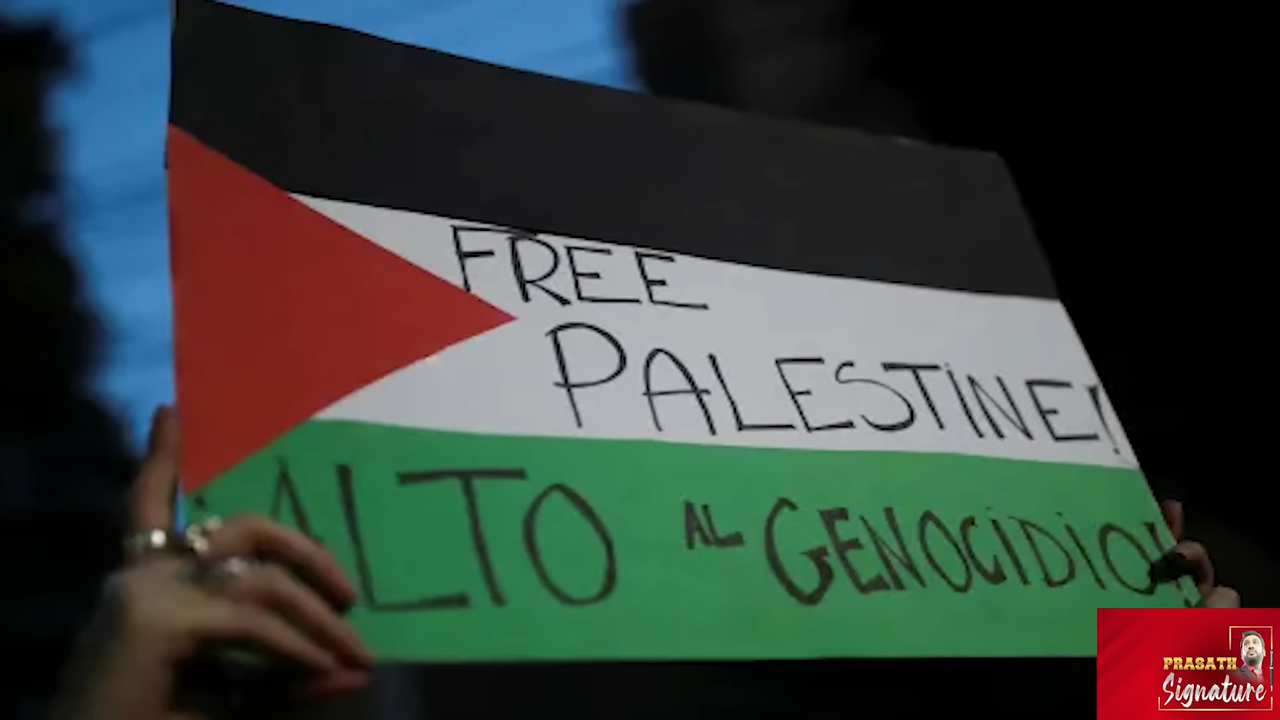 FREE
PALESTINE!
¡ALTO AL GENOCIDIO!
PRASATH
Signature